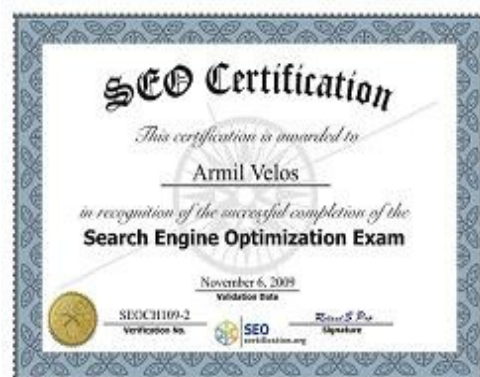 SEO Certification
This certification is awarded to
Armil Velos
in recognition of the successful completion of the
Search Engine Optimization Exam
November 6, 2009
Validation Date
SEOCH109-2
Verification No.
SEO
certification.org
Signature